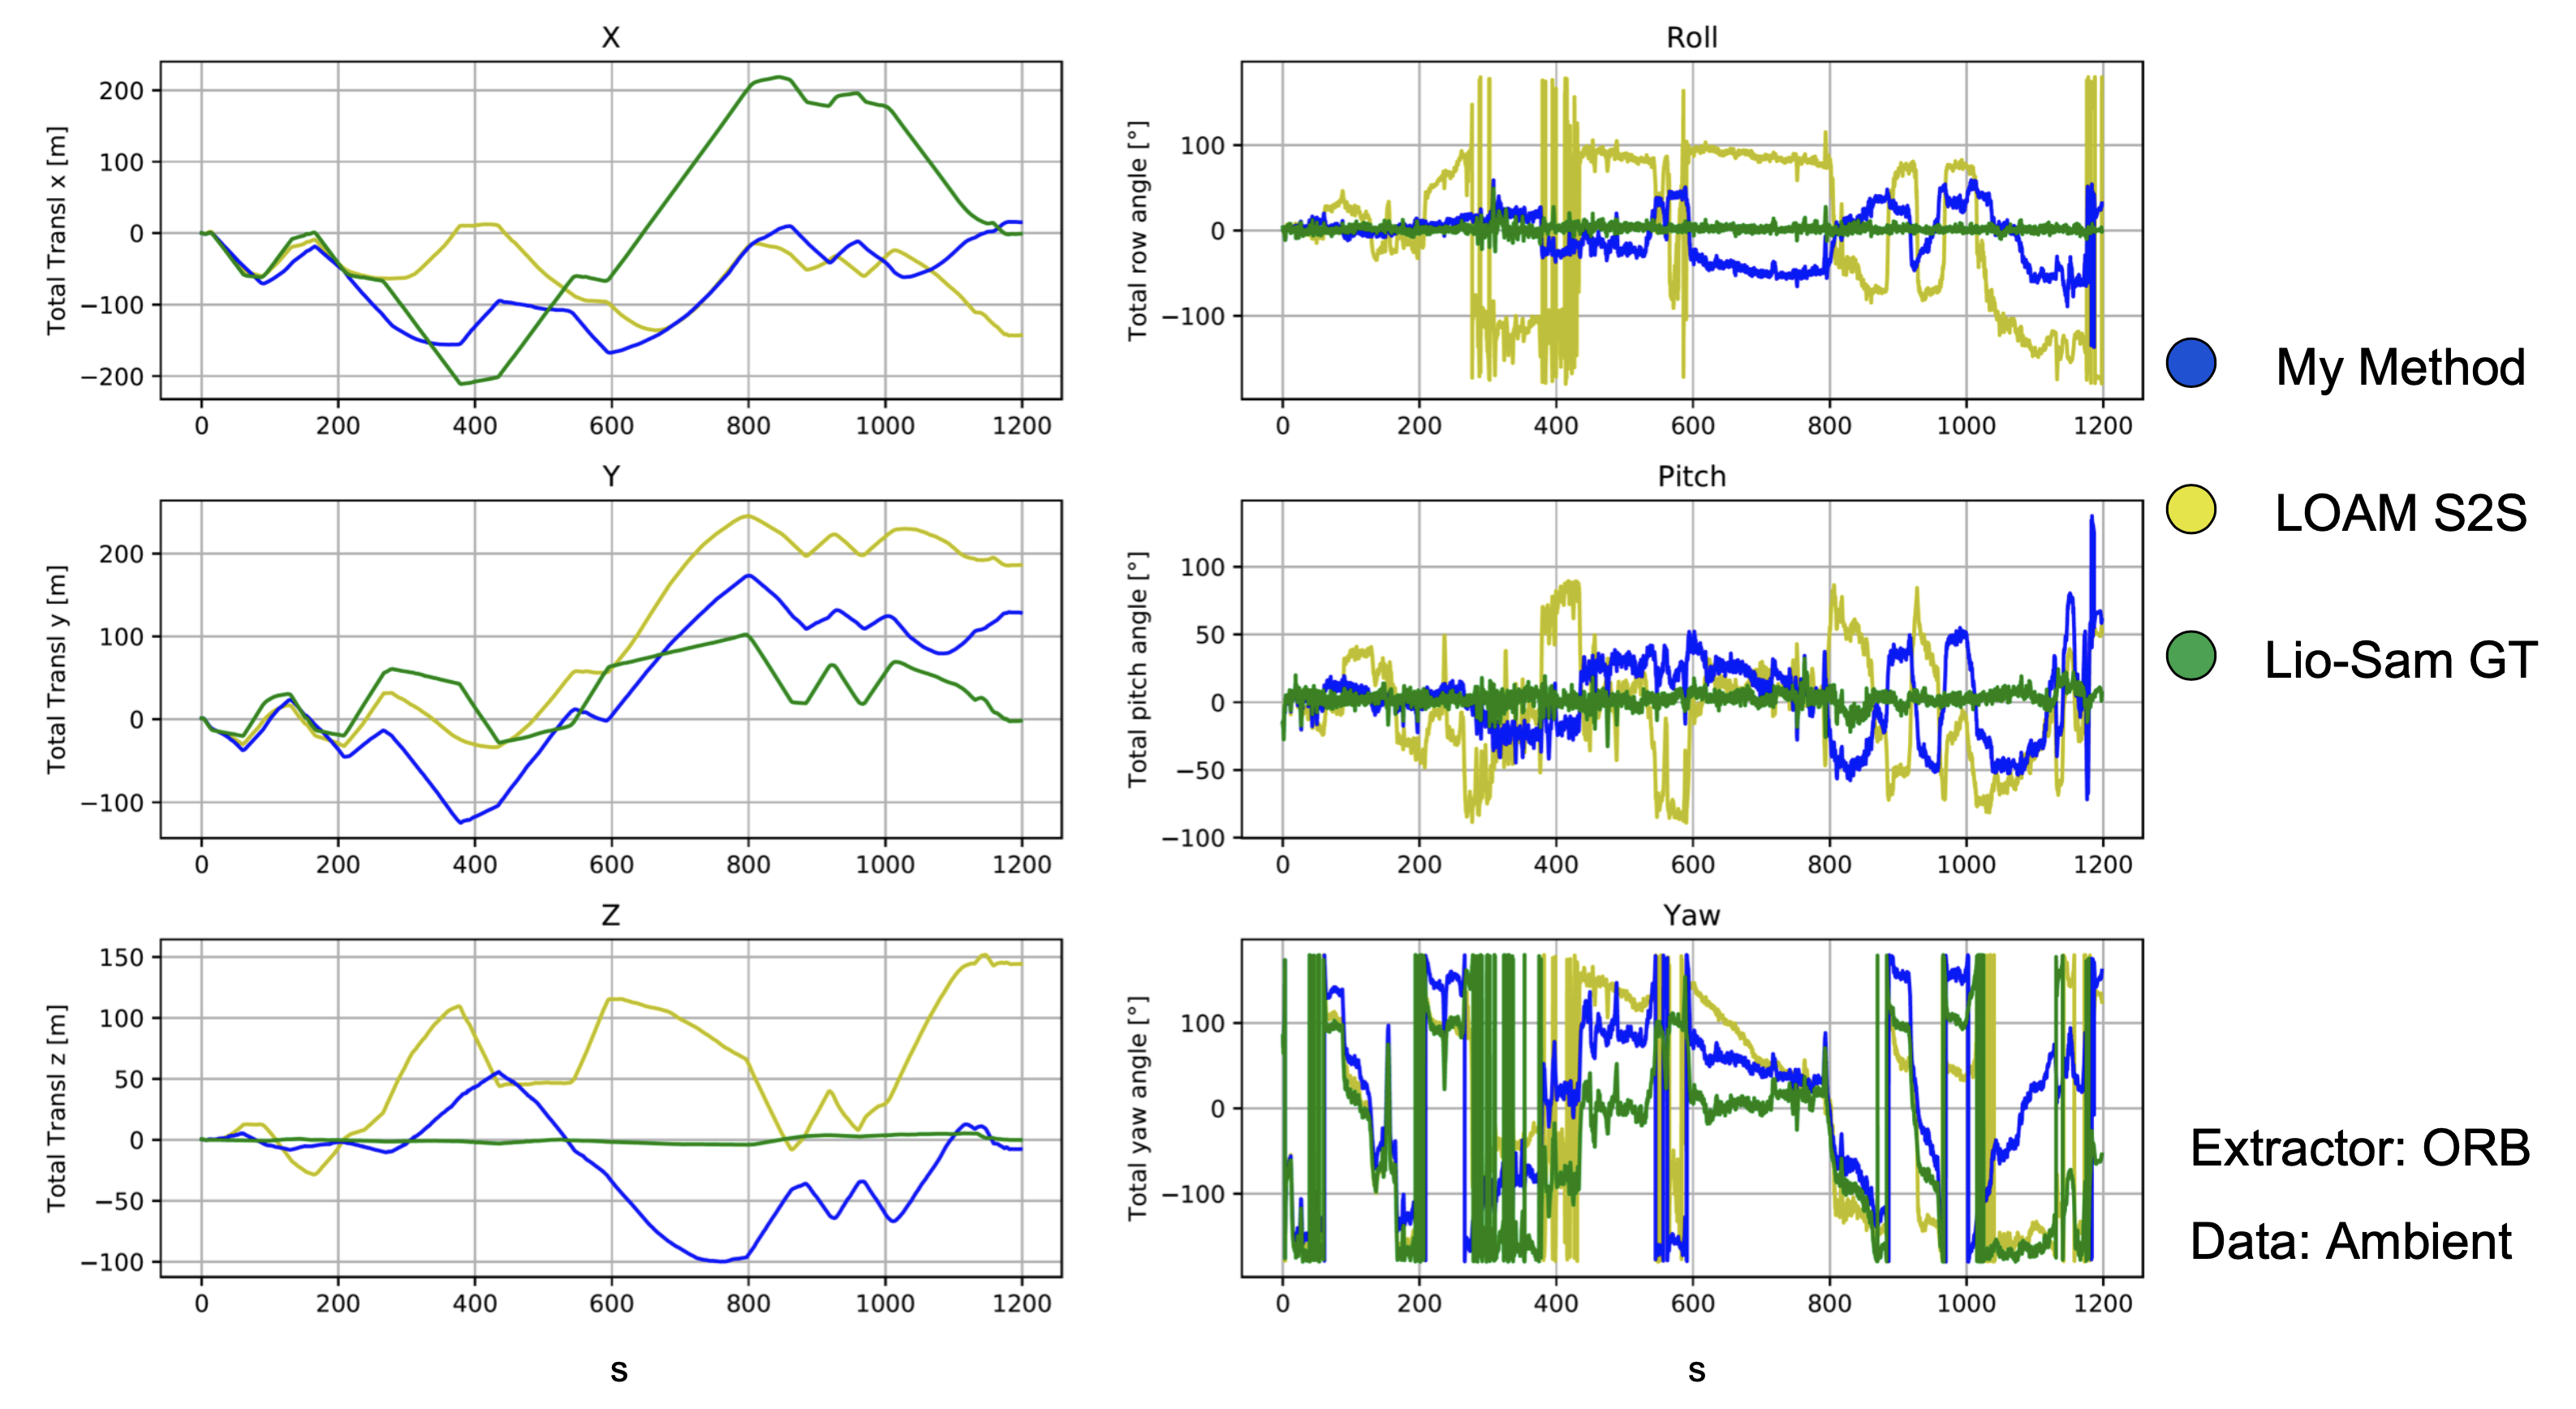 X
Total Transl x [m]
200
100
0
−100
−200
0 200 400 600 800 1000 1200
Roll
Total row angle [°]
100
0
−100
0 200 400 600 800 1000 1200
Y
Total Transl y [m]
200
100
0
−100
0 200 400 600 800 1000 1200
Pitch
Total pitch angle [°]
100
50
0
−50
−100
0 200 400 600 800 1000 1200
Z
Total Transl z [m]
150
100
50
0
−50
−100
0 200 400 600 800 1000 1200
s
Yaw
Total yaw angle [°]
100
0
−100
0 200 400 600 800 1000 1200
s
My Method
LOAM S2S
Lio-Sam GT
Extractor: ORB
Data: Ambient